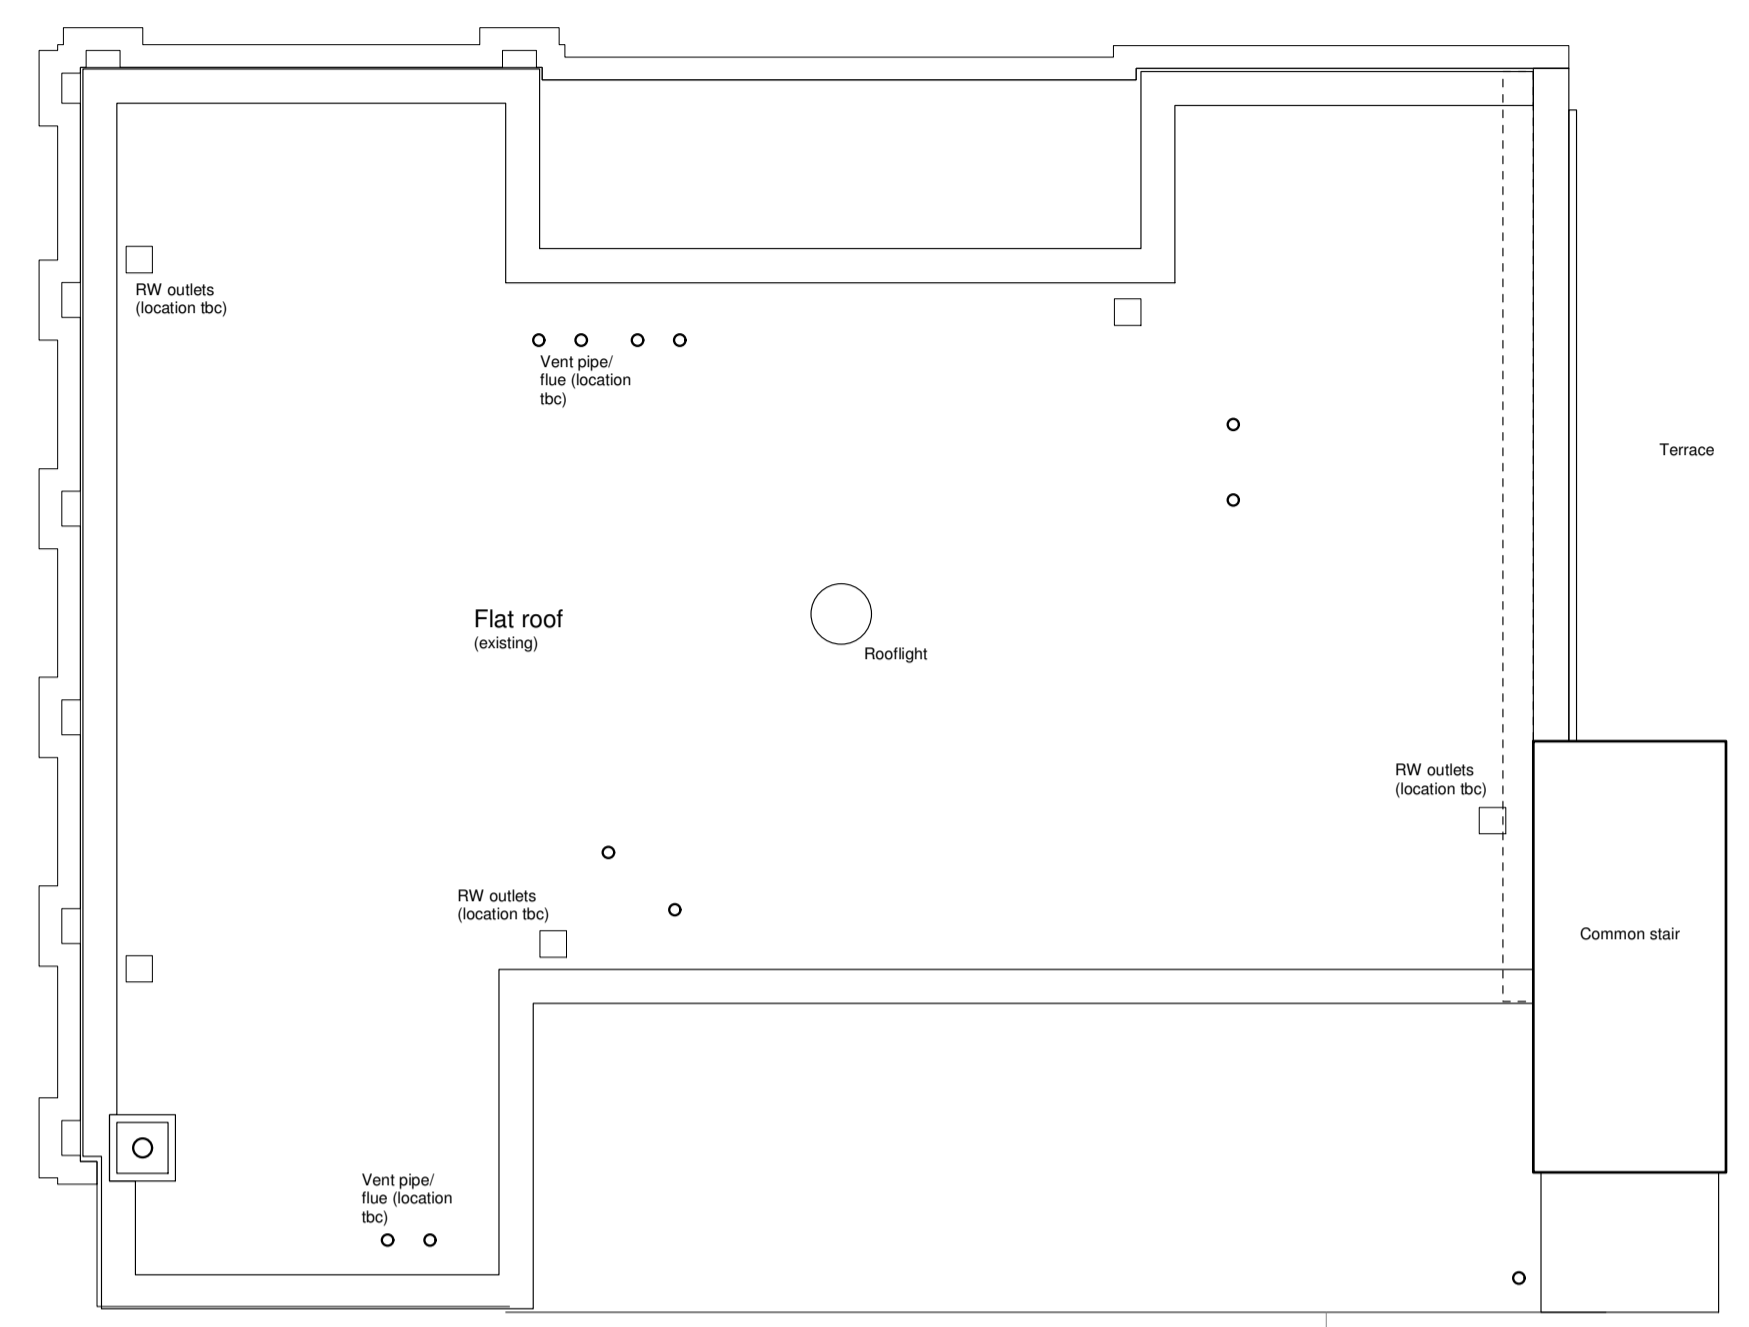 RW outlets
(location tbc)
Vent pipe/
flue (location
tbc)
Terrace
Flat roof
(existing)
Rooflight
RW outlets
(location tbc)
RW outlets
(location tbc)
Common stair
Vent pipe/
flue (location
tbc)